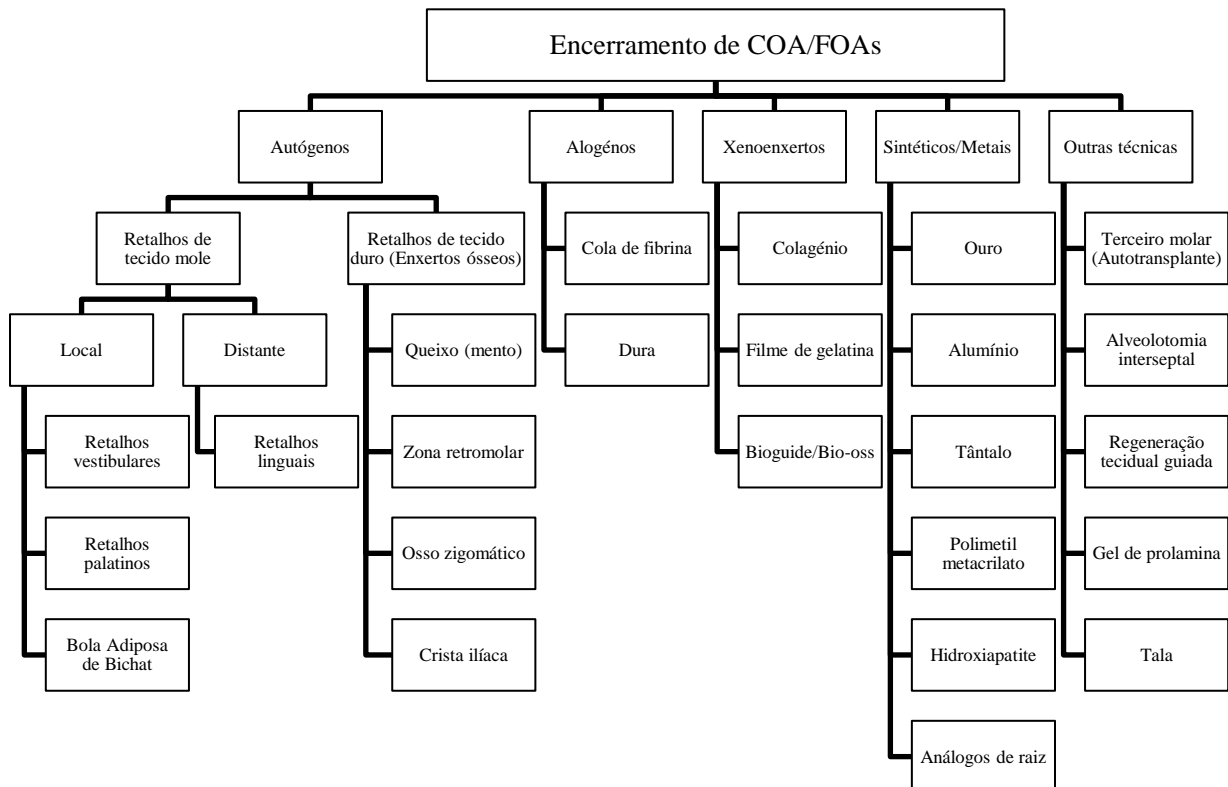 Encerramento de COA/FOAs
Autógenos
Alogénos
Xenoenxertos
Sintéticos/Metais
Outras técnicas
Retalhos de
tecido mole
Retalhos de tecido
duro (Enxertos ósseos)
Cola de fibrina
Colagénio
Ouro
Terceiro molar
(Autotransplante)
Local
Distante
Queixo (mento)
Dura
Filme de gelatina
Alumínio
Alveolotomia
interseptal
Retalhos
vestibulares
Retalhos
linguais
Zona retromolar
Bioguide/Bio-oss
Tântalo
Regeneração
tecidual guiada
Retalhos
palatinos
Osso zigomático
Polimetil
metacrilato
Gel de prolamina
Bola Adiposa
de Bichat
Crista ilíaca
Hidroxiapatite
Tala
Análogos de raiz